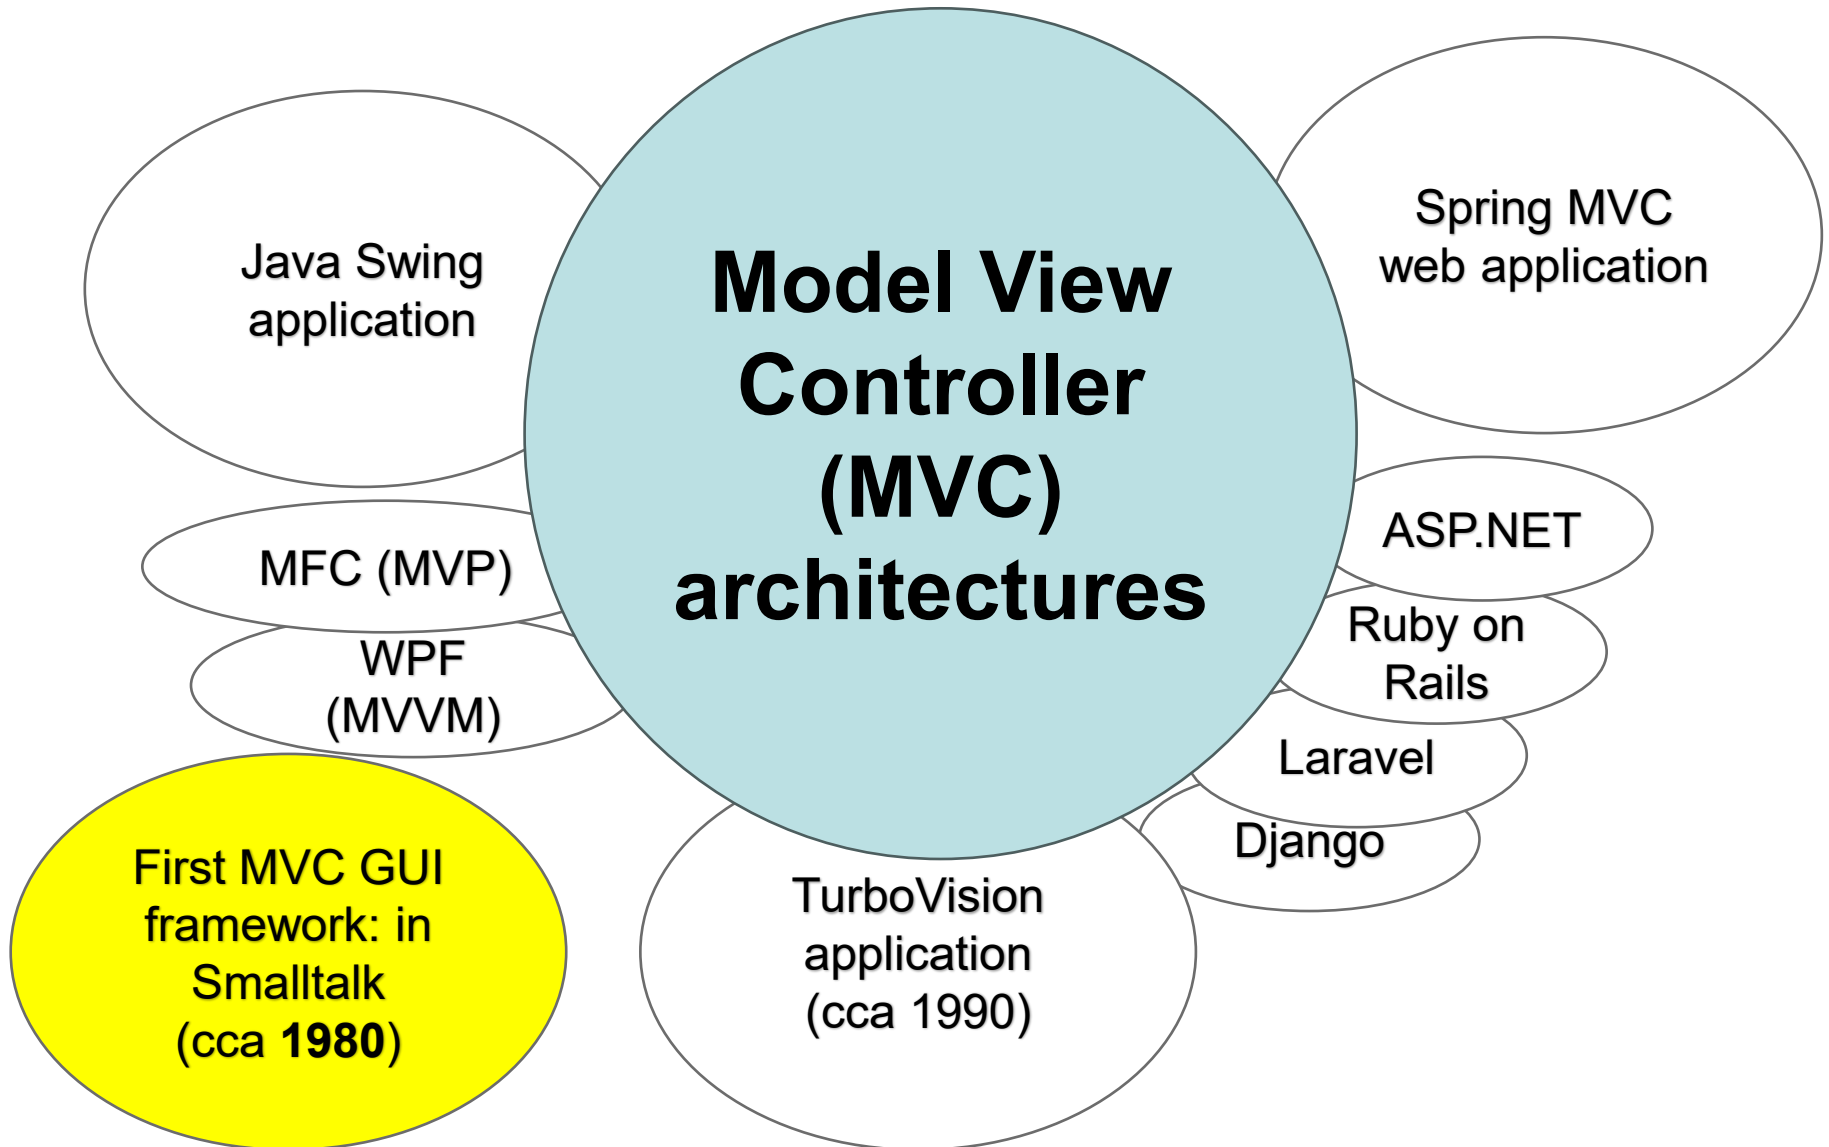 Model View
Controller
(MVC)
architectures
Java Swing
application
MFC (MVP)
WPF
(MVVM)
First MVC GUI
framework: in
Smalltalk
(cca 1980)
TurboVision
application
(cca 1990)
Spring MVC
web application
ASP.NET
Ruby on
Rails
Laravel
Django